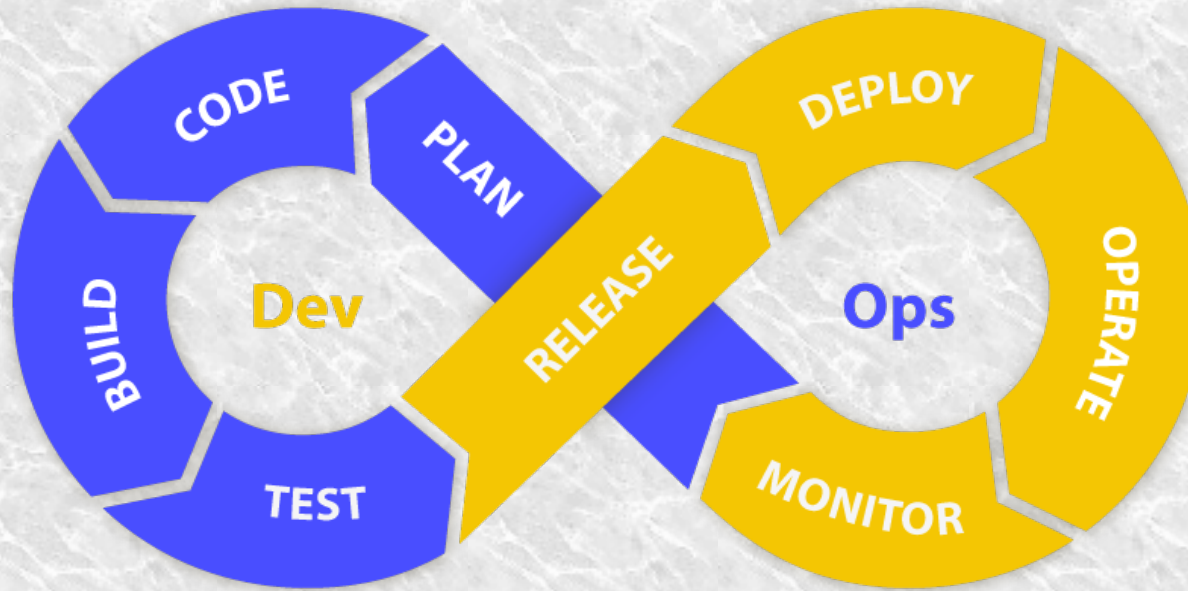 CODE
PLAN
BUILD
Dev
TEST
RELEASE
DEPLOY
OPERATE
Ops
MONITOR